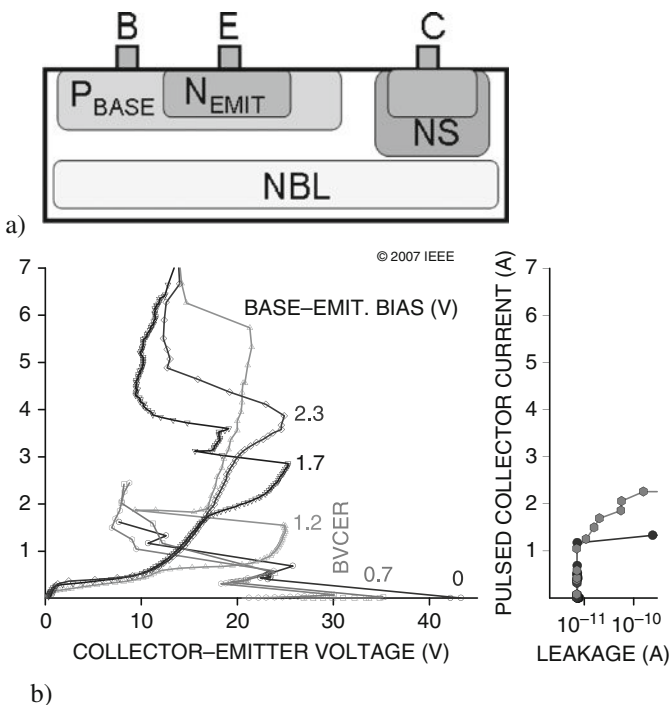 B E C
P_BASE N_EMIT
NS
NBL
a)
© 2007 IEEE
7
6
5
4
3
2
1
BASE–EMIT. BIAS (V)
2.3
1.7
1.2
BVCER
0.7
0
0 10 20 30 40
COLLECTOR–EMITTER VOLTAGE (V)
PULSED COLLECTOR CURRENT (A)
7
6
5
4
3
2
1
10⁻¹¹ 10⁻¹⁰
LEAKAGE (A)
b)